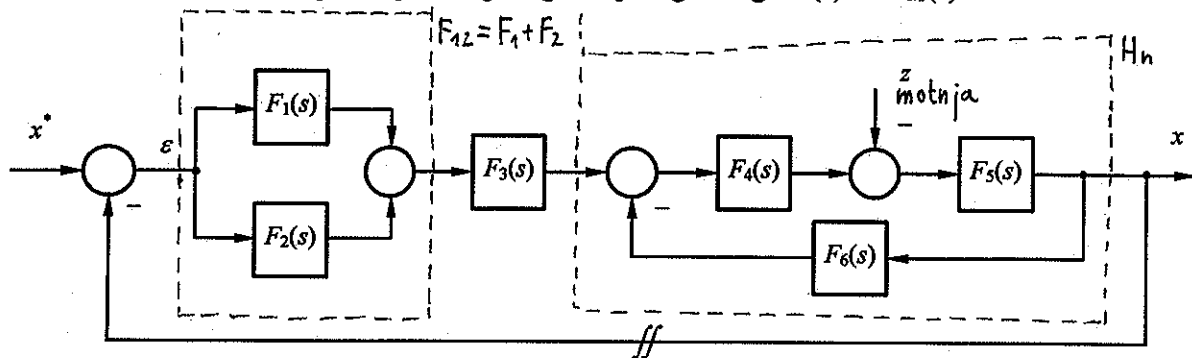 F₁₂ = F₁ + F₂
Hn
z
motnja
−
x*
ε
F₁(s)
F₂(s)
F₃(s)
F₄(s)
F₅(s)
x
−
−
F₆(s)